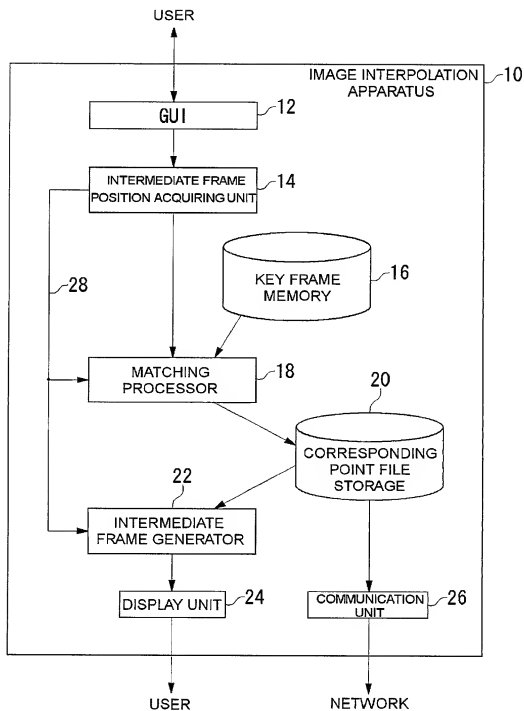 USER
IMAGE INTERPOLATION
APPARATUS
10
GUI
12
INTERMEDIATE FRAME
POSITION ACQUIRING UNIT
14
KEY FRAME
MEMORY
16
28
MATCHING
PROCESSOR
18
20
CORRESPONDING
POINT FILE
STORAGE
22
INTERMEDIATE
FRAME GENERATOR
DISPLAY UNIT
24
COMMUNICATION
UNIT
26
USER
NETWORK